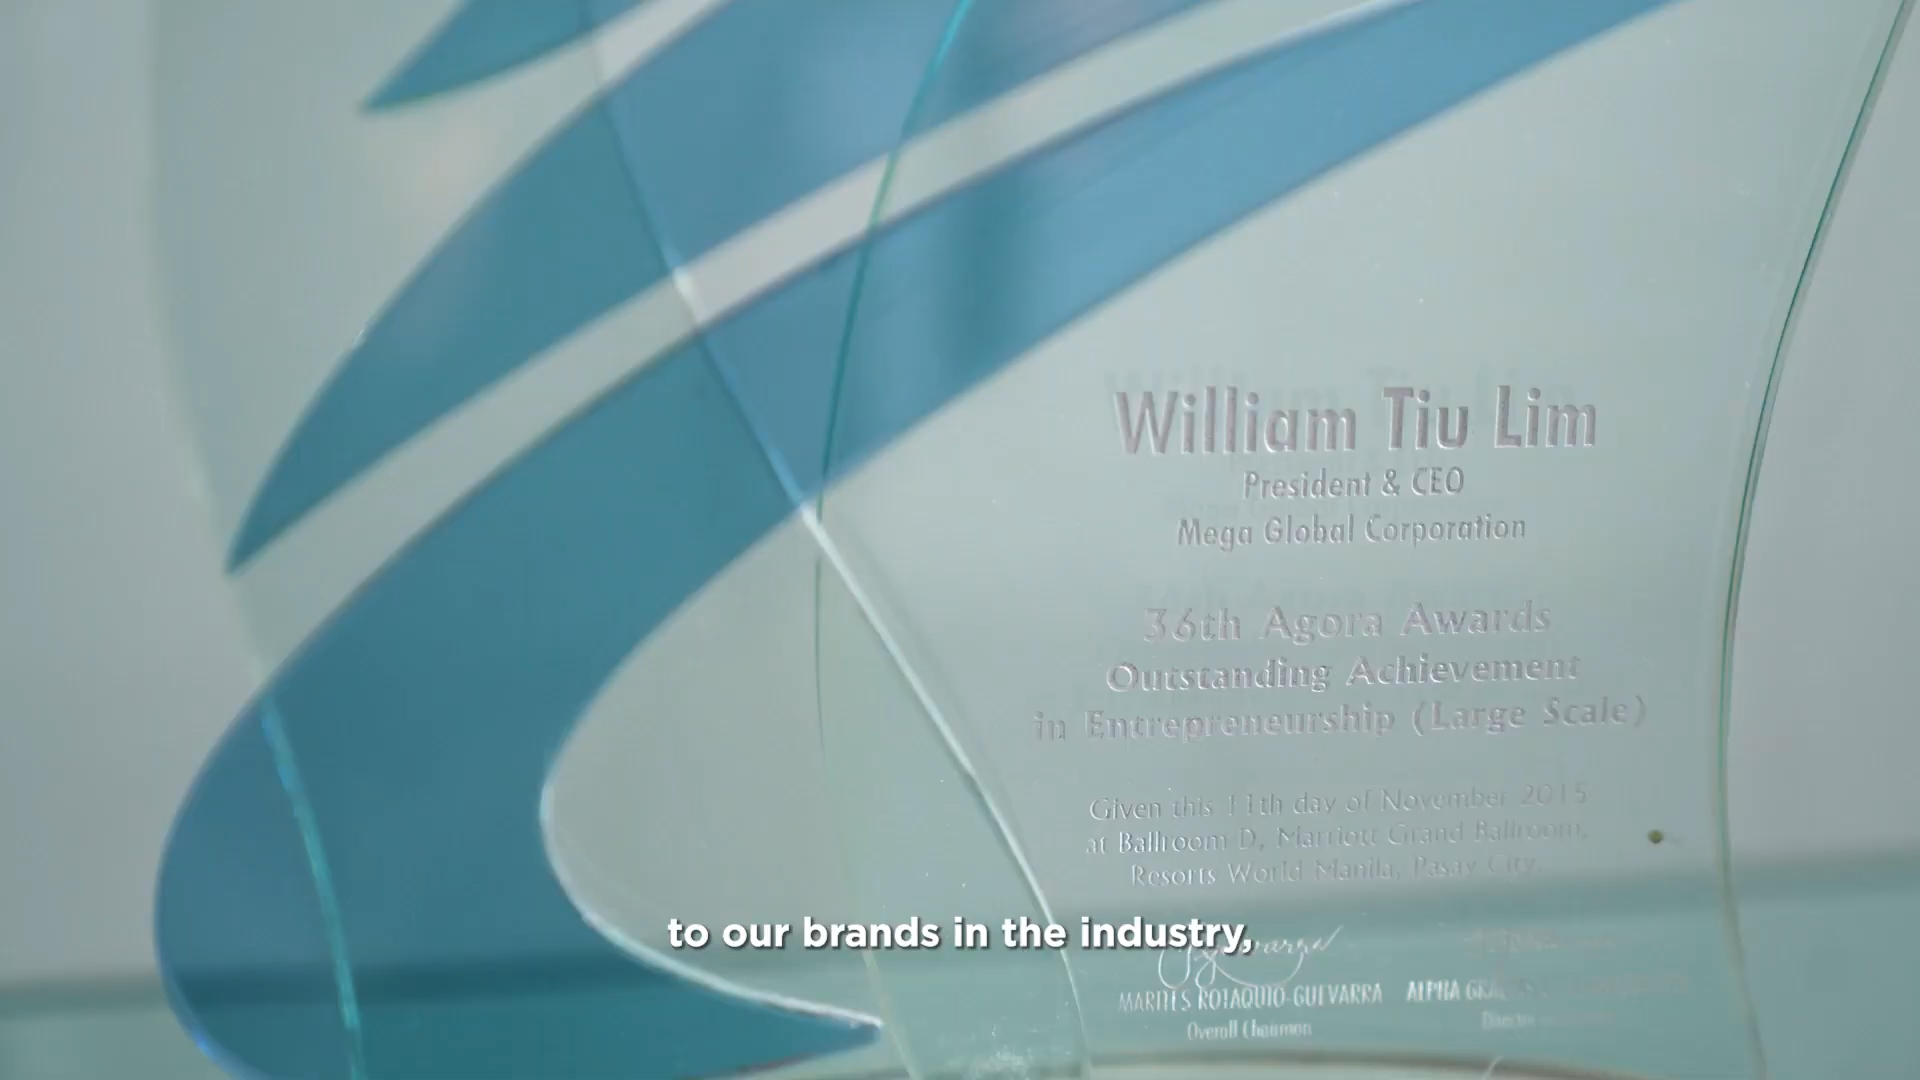 William Tiu Lim
President & CEO
Mega Global Corporation
36th Agora Awards
Outstanding Achievement
in Entrepreneurship (Large Scale)
Given this 11th day of November 2015
at Ballroom D, Marriott Grand Ballroom,
Resorts World Manila, Pasay City.
to our brands in the industry,
MARITES ROTAQUIO-GUEVARRA ALPHA
Overall Chairman